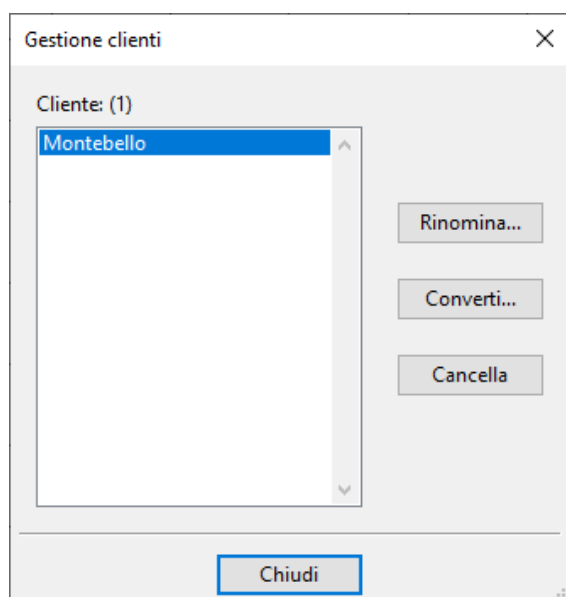 Gestione clienti
Cliente: (1)
Montebello
Rinomina...
Converti...
Cancella
Chiudi